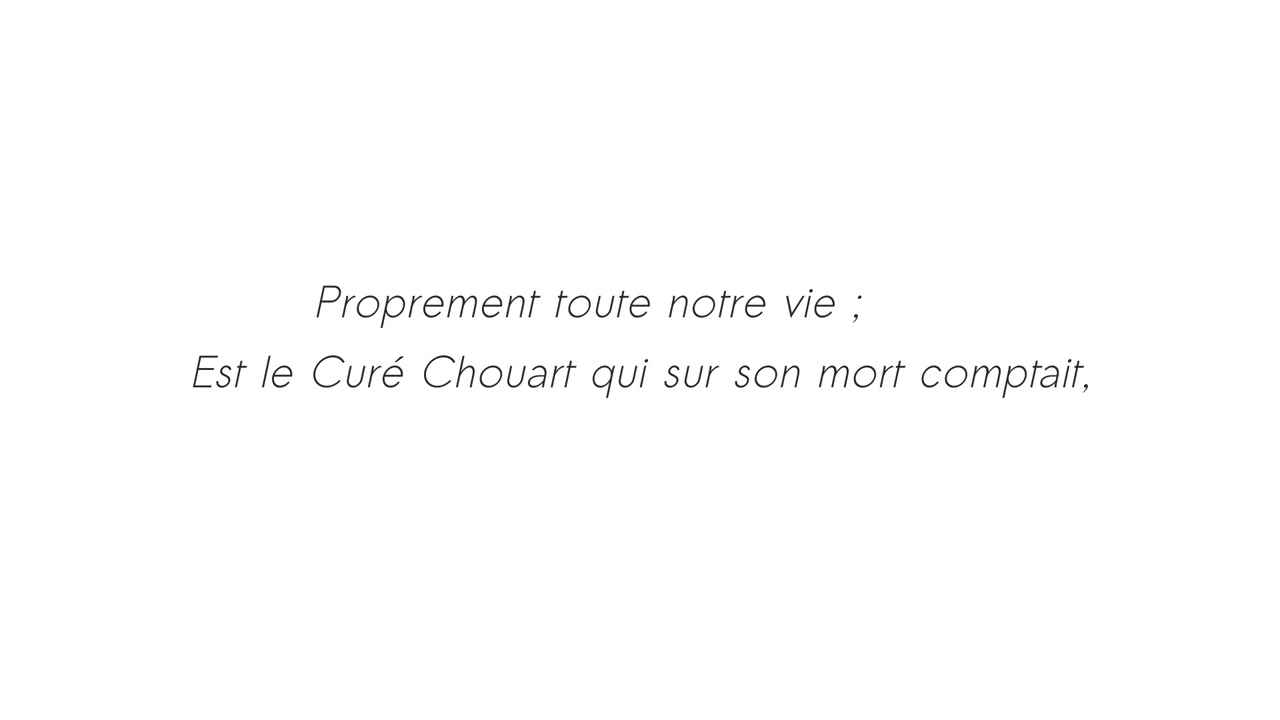 Proprement toute notre vie ;
Est le Curé Chouart qui sur son mort comptait,